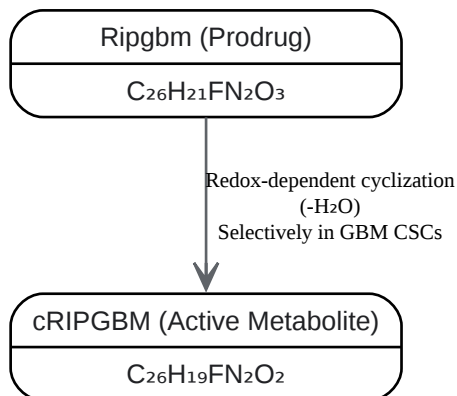 Ripgbm (Prodrug)
C₂₆H₂₁FN₂O₃
Redox-dependent cyclization
(-H₂O)
Selectively in GBM CSCs
cRIPGBM (Active Metabolite)
C₂₆H₁₉FN₂O₂